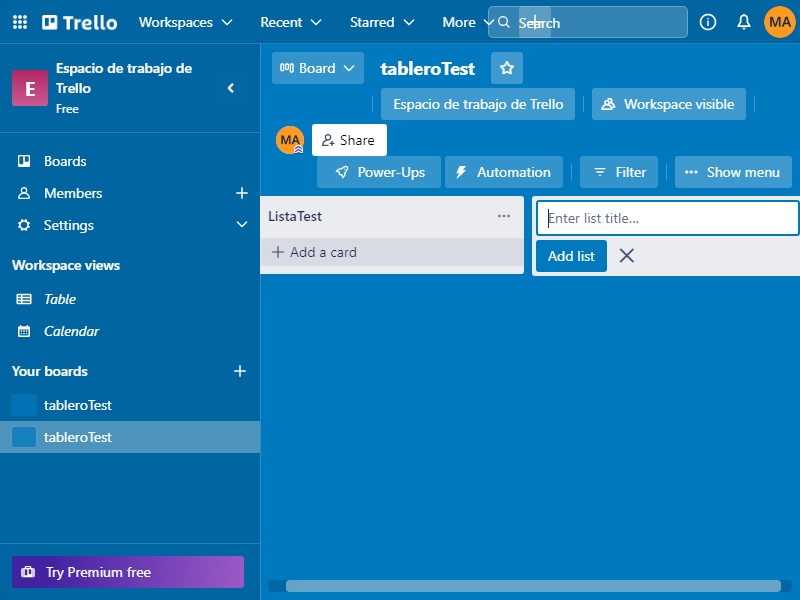 Trello
Workspaces
Recent
Starred
More
Search
MA
E
Espacio de trabajo de
Trello
Free
Boards
Members
Settings
Workspace views
Table
Calendar
Your boards
tableroTest
tableroTest
Try Premium free
Board
tableroTest
Espacio de trabajo de Trello
Workspace visible
MA
Share
Power-Ups
Automation
Filter
Show menu
ListaTest
Add a card
Enter list title...
Add list